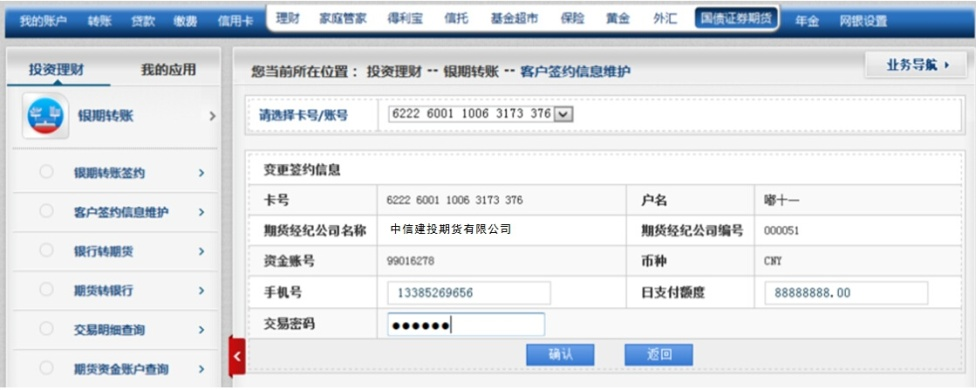 我的账户 转账 贷款 缴费 信用卡 理财 家庭管家 得利宝 信托 基金超市 保险 黄金 外汇 国债证券期货 年金 网银设置
投资理财 我的应用
银期转账
银期转账签约
客户签约信息维护
银行转期货
期货转银行
交易明细查询
期货资金账户查询
您当前所在位置： 投资理财 -- 银期转账 -- 客户签约信息维护
业务导航
请选择卡号/账号 6222 6001 1006 3173 376
变更签约信息
卡号 6222 6001 1006 3173 376 户名 嘟十一
期货经纪公司名称 中信建投期货有限公司 期货经纪公司编号 000051
资金账号 99016278 币种 CNY
手机号 13385269656 日支付额度 88888888.00
交易密码 ●●●●●●
确认 返回